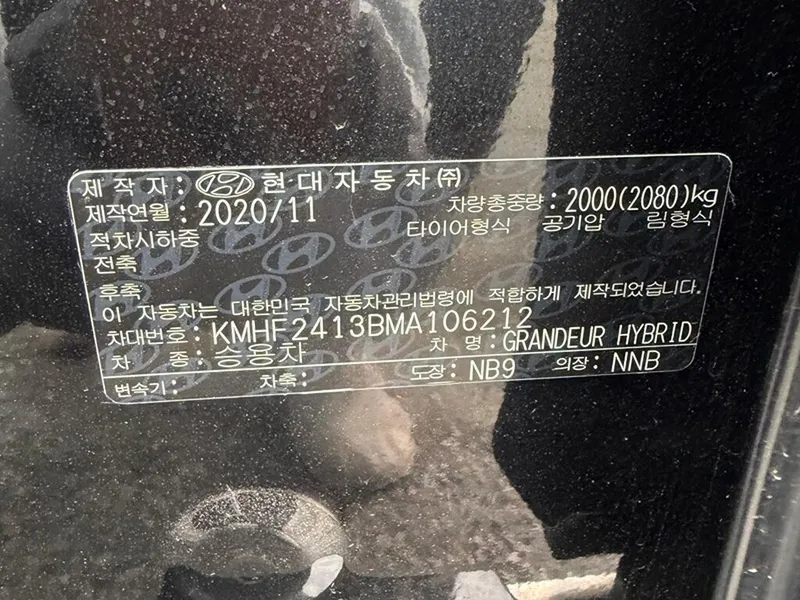 제 작 자 : 현대자동차㈜
제작연월 : 2020/11 차량총중량 : 2000(2080)kg
적차시하중 타이어형식 공기압 림형식
전축
후축
이 자동차는 대한민국 자동차관리법령에 적합하게 제작되었습니다.
차대번호 : KMHF2413BMA106212 차 명 : GRANDEUR HYBRID
차 종 : 승용차
변속기 : 차축 : 도장 : NB9 의장 : NNB